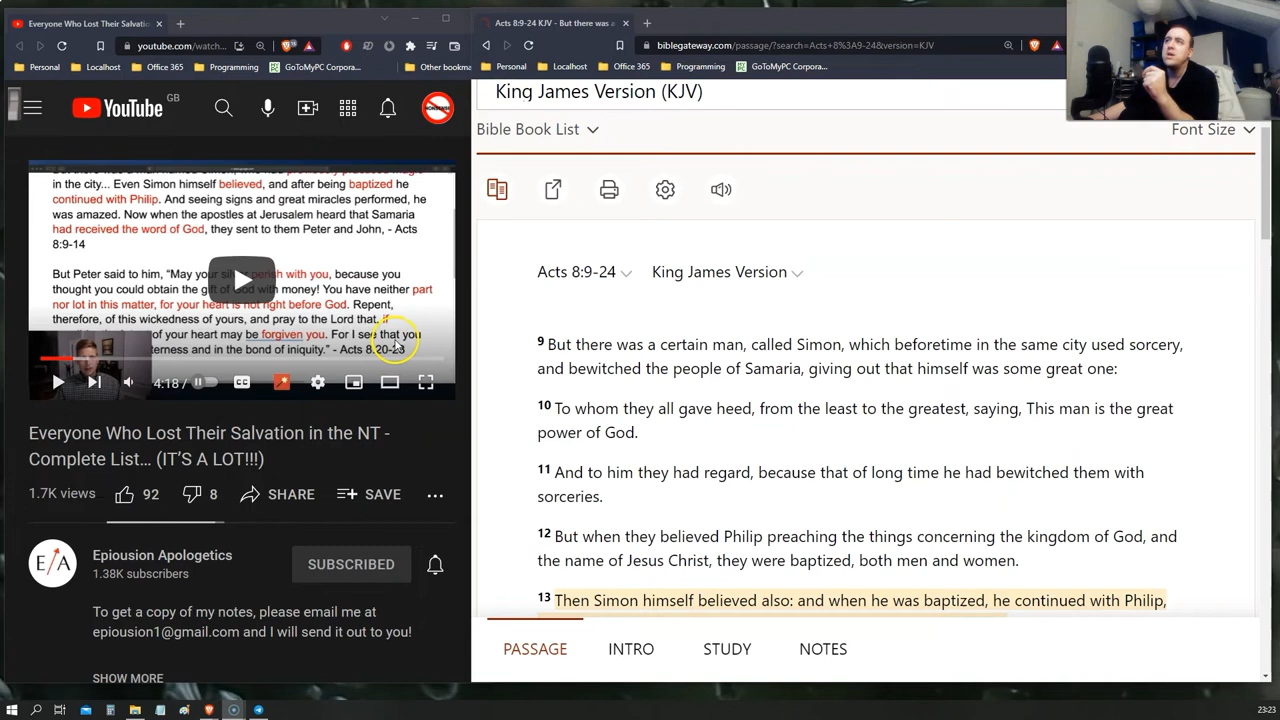 Everyone Who Lost Their Salvation
youtube.com/watch...
Personal
Localhost
Office 365
Programming
GoToMyPC Corpora...
Other bookmo
YouTube
GB
in the city... Even Simon himself believed, and after being baptized he
continued with Philip. And seeing signs and great miracles performed, he
was amazed. Now when the apostles at Jerusalem heard that Samaria
had received the word of God, they sent to them Peter and John, - Acts
8:9-14
But Peter said to him, “May your silver perish with you, because you
thought you could obtain the gift of God with money! You have neither part
nor lot in this matter, for your heart is not right before God. Repent,
therefore, of this wickedness of yours, and pray to the Lord that, if
of your heart may be forgiven you. For I see that you
terness and in the bond of iniquity.” - Acts 8:20-23
4:18 /
CC
Everyone Who Lost Their Salvation in the NT -
Complete List... (IT’S A LOT!!!)
1.7K views
92
8
SHARE
SAVE
E/A
Epiousion Apologetics
1.38K subscribers
SUBSCRIBED
To get a copy of my notes, please email me at
epiousion1@gmail.com and I will send it out to you!
SHOW MORE
Acts 8:9-24 KJV - But there was a
biblegateway.com/passage/?search=Acts+8%3A9-24&version=KJV
Personal
Localhost
Office 365
Programming
GoToMyPC Corpora...
King James Version (KJV)
Bible Book List
Font Size
Acts 8:9-24
King James Version
9 But there was a certain man, called Simon, which beforetime in the same city used sorcery,
and bewitched the people of Samaria, giving out that himself was some great one:
10 To whom they all gave heed, from the least to the greatest, saying, This man is the great
power of God.
11 And to him they had regard, because that of long time he had bewitched them with
sorceries.
12 But when they believed Philip preaching the things concerning the kingdom of God, and
the name of Jesus Christ, they were baptized, both men and women.
13 Then Simon himself believed also: and when he was baptized, he continued with Philip,
PASSAGE
INTRO
STUDY
NOTES
23:23